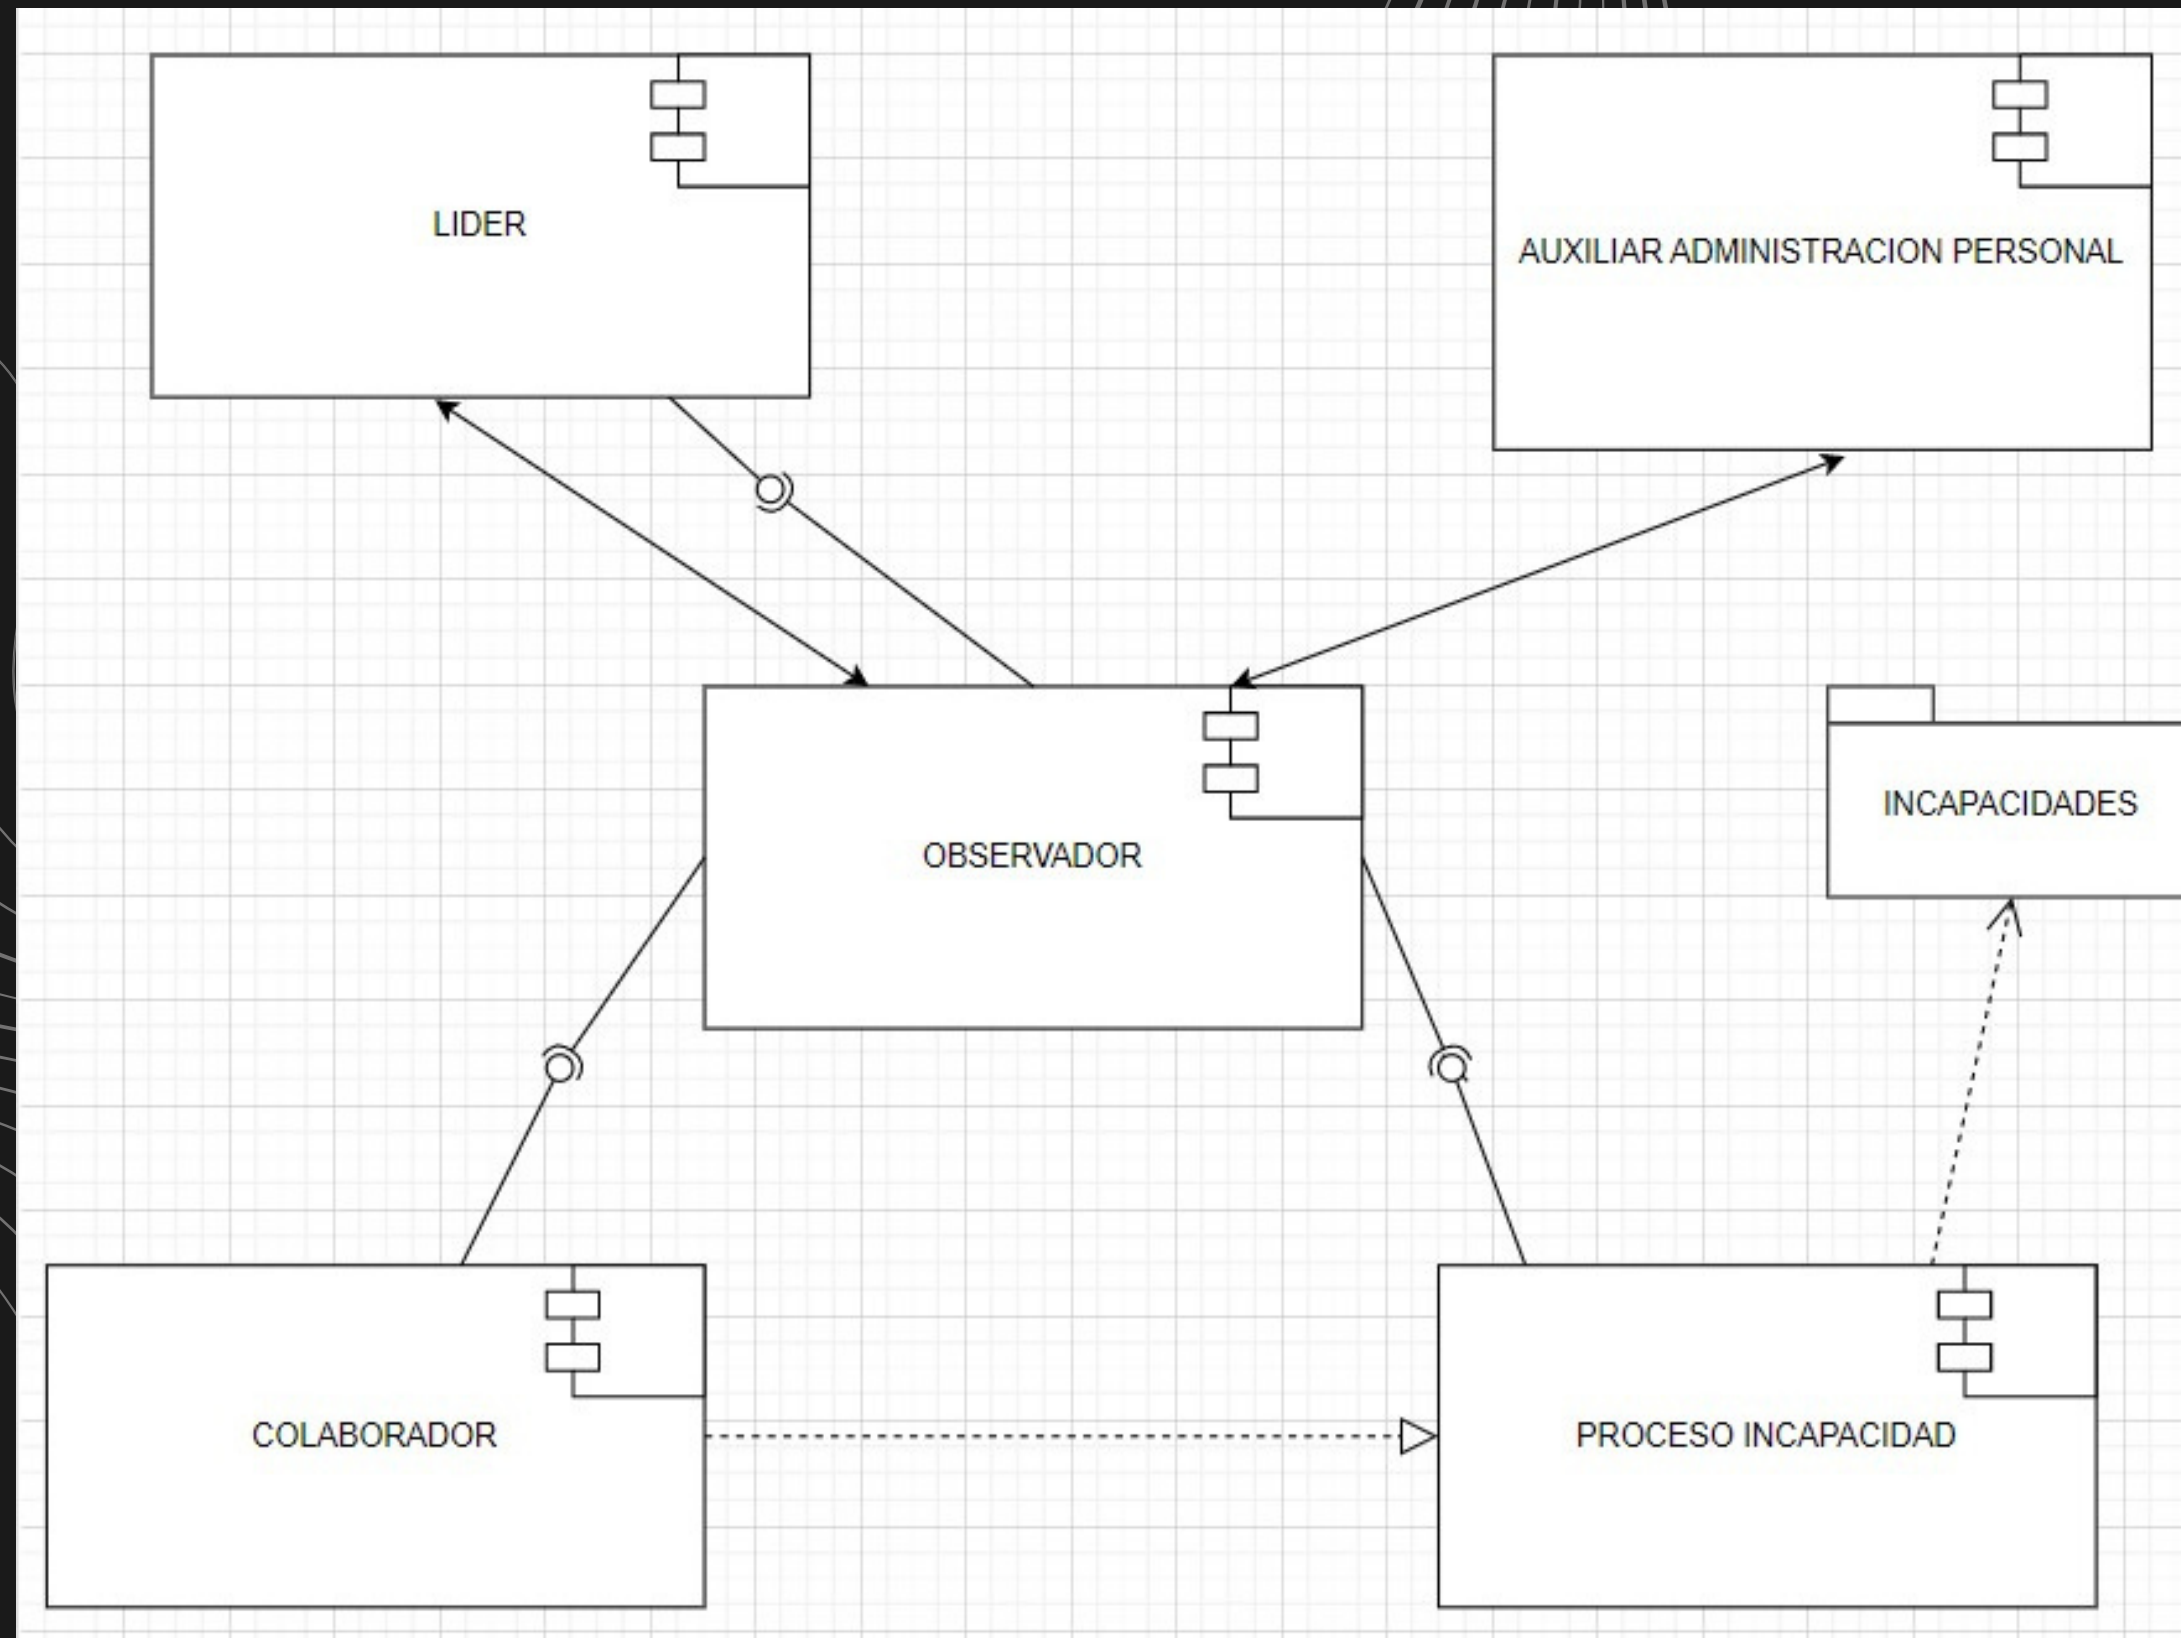 LIDER
AUXILIAR ADMINISTRACION PERSONAL
INCAPACIDADES
OBSERVADOR
COLABORADOR
PROCESO INCAPACIDAD